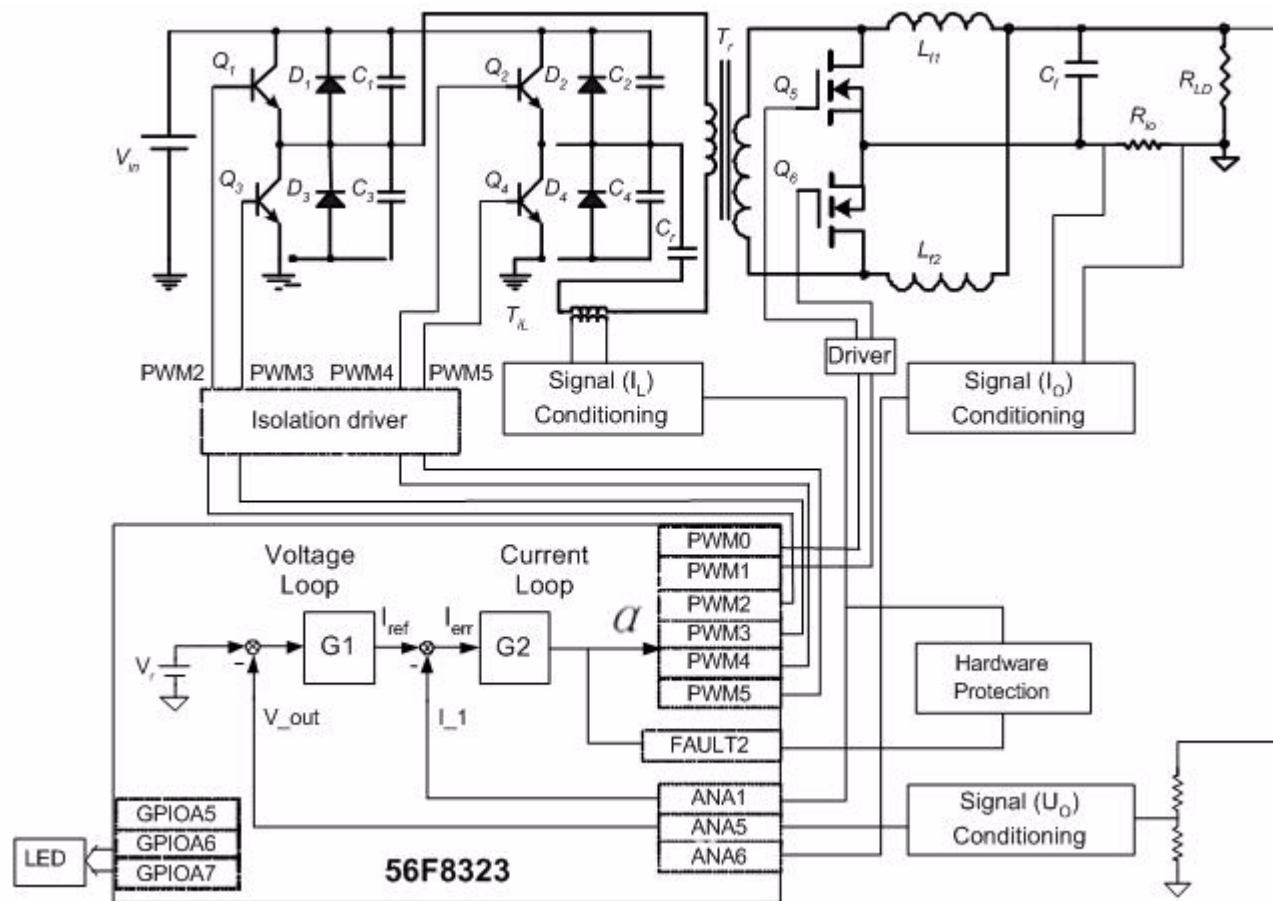 Tr
Lf1
Q1
D1
C1
Q2
D2
C2
Q5
Cf
RLD
Vin
Rio
Q3
D3
C3
Q4
D4
C4
Q6
Cr
Lf2
TiL
PWM2
PWM3
PWM4
PWM5
Driver
Signal (IL)
Conditioning
Signal (IO)
Conditioning
Isolation driver
Voltage
Loop
Current
Loop
PWM0
PWM1
PWM2
PWM3
PWM4
PWM5
Iref
Ierr
G1
G2
a
Vr
-
-
V_out
I_1
Hardware
Protection
FAULT2
ANA1
ANA5
ANA6
Signal (UO)
Conditioning
GPIOA5
GPIOA6
GPIOA7
LED
56F8323